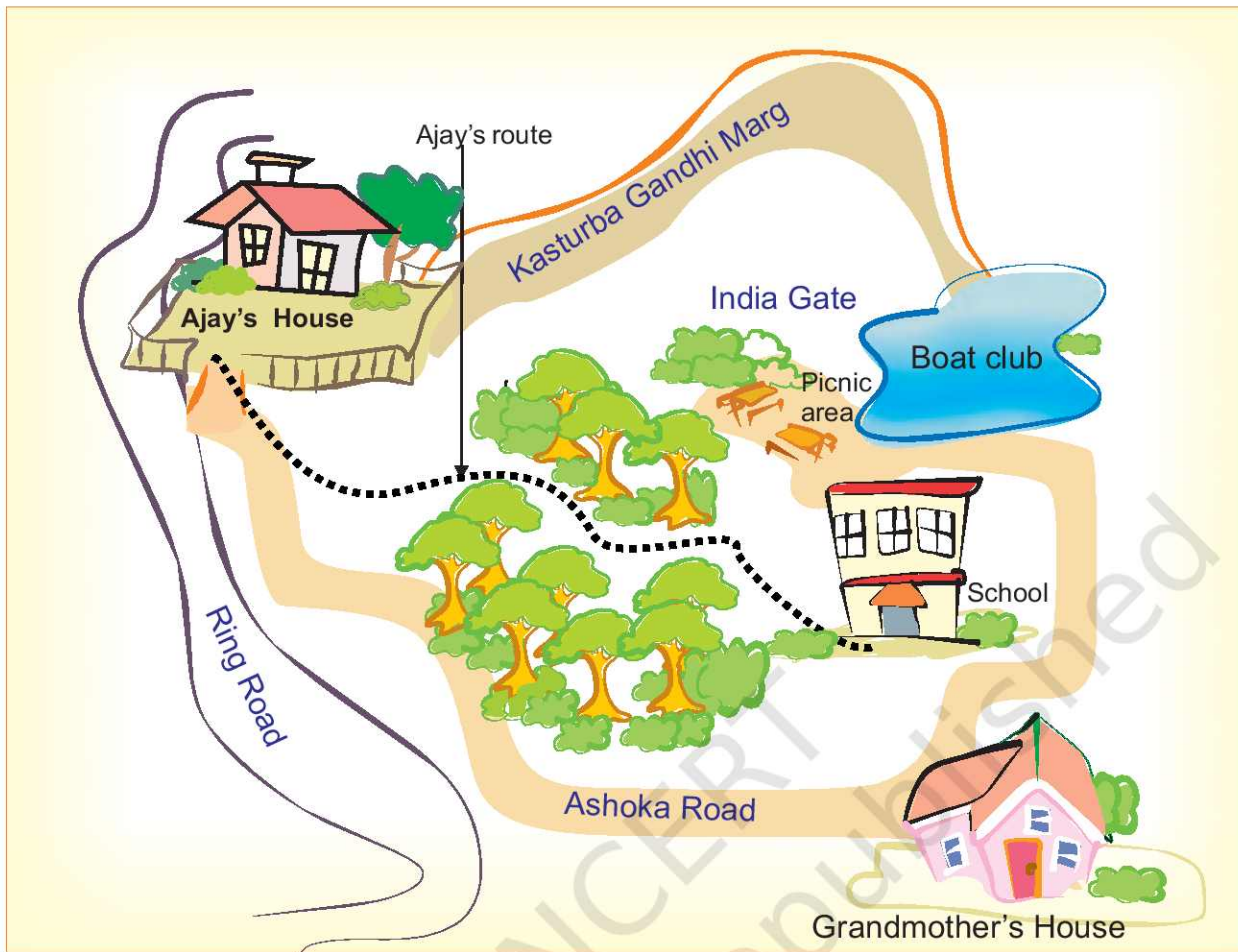 Ajay's route
Kasturba Gandhi Marg
India Gate
Ajay's House
Boat club
Picnic
area
School
Ring Road
Ashoka Road
Grandmother's House
NCERT